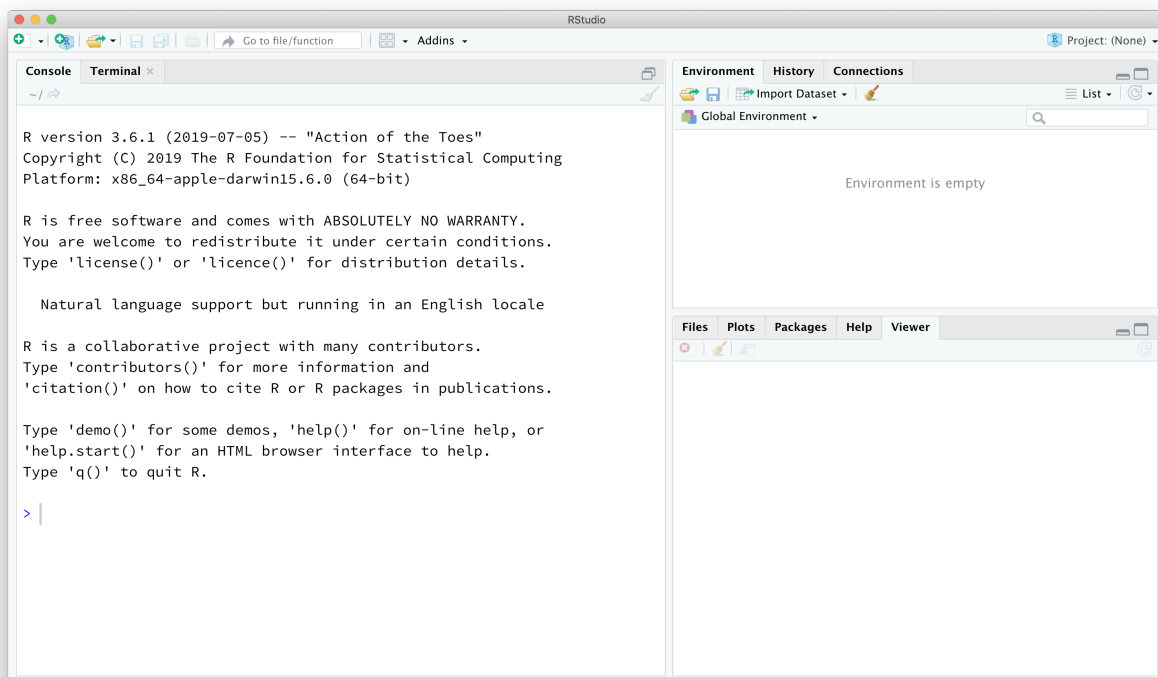 RStudio
Go to file/function
Addins
Project: (None)
Console Terminal
~/
R version 3.6.1 (2019-07-05) -- "Action of the Toes"
Copyright (C) 2019 The R Foundation for Statistical Computing
Platform: x86_64-apple-darwin15.6.0 (64-bit)
R is free software and comes with ABSOLUTELY NO WARRANTY.
You are welcome to redistribute it under certain conditions.
Type 'license()' or 'licence()' for distribution details.
Natural language support but running in an English locale
R is a collaborative project with many contributors.
Type 'contributors()' for more information and
'citation()' on how to cite R or R packages in publications.
Type 'demo()' for some demos, 'help()' for on-line help, or
'help.start()' for an HTML browser interface to help.
Type 'q()' to quit R.
>
Environment History Connections
Import Dataset
List
Global Environment
Environment is empty
Files Plots Packages Help Viewer